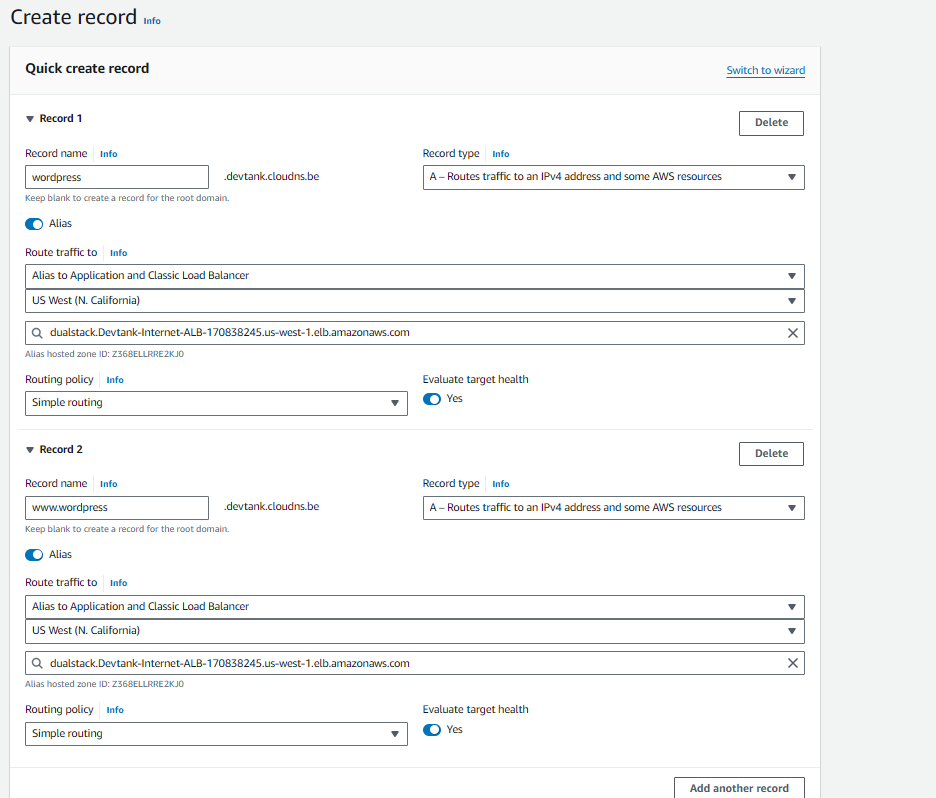 Create record Info
Quick create record
Switch to wizard
Record 1
Delete
Record name Info
Record type Info
wordpress
.devtank.cloudns.be
A – Routes traffic to an IPv4 address and some AWS resources
Keep blank to create a record for the root domain.
Alias
Route traffic to Info
Alias to Application and Classic Load Balancer
US West (N. California)
dualstack.Devtank-Internet-ALB-170838245.us-west-1.elb.amazonaws.com
Alias hosted zone ID: Z368ELLRRE2KJ0
Routing policy Info
Evaluate target health
Simple routing
Yes
Record 2
Delete
Record name Info
Record type Info
www.wordpress
.devtank.cloudns.be
A – Routes traffic to an IPv4 address and some AWS resources
Keep blank to create a record for the root domain.
Alias
Route traffic to Info
Alias to Application and Classic Load Balancer
US West (N. California)
dualstack.Devtank-Internet-ALB-170838245.us-west-1.elb.amazonaws.com
Alias hosted zone ID: Z368ELLRRE2KJ0
Routing policy Info
Evaluate target health
Simple routing
Yes
Add another record